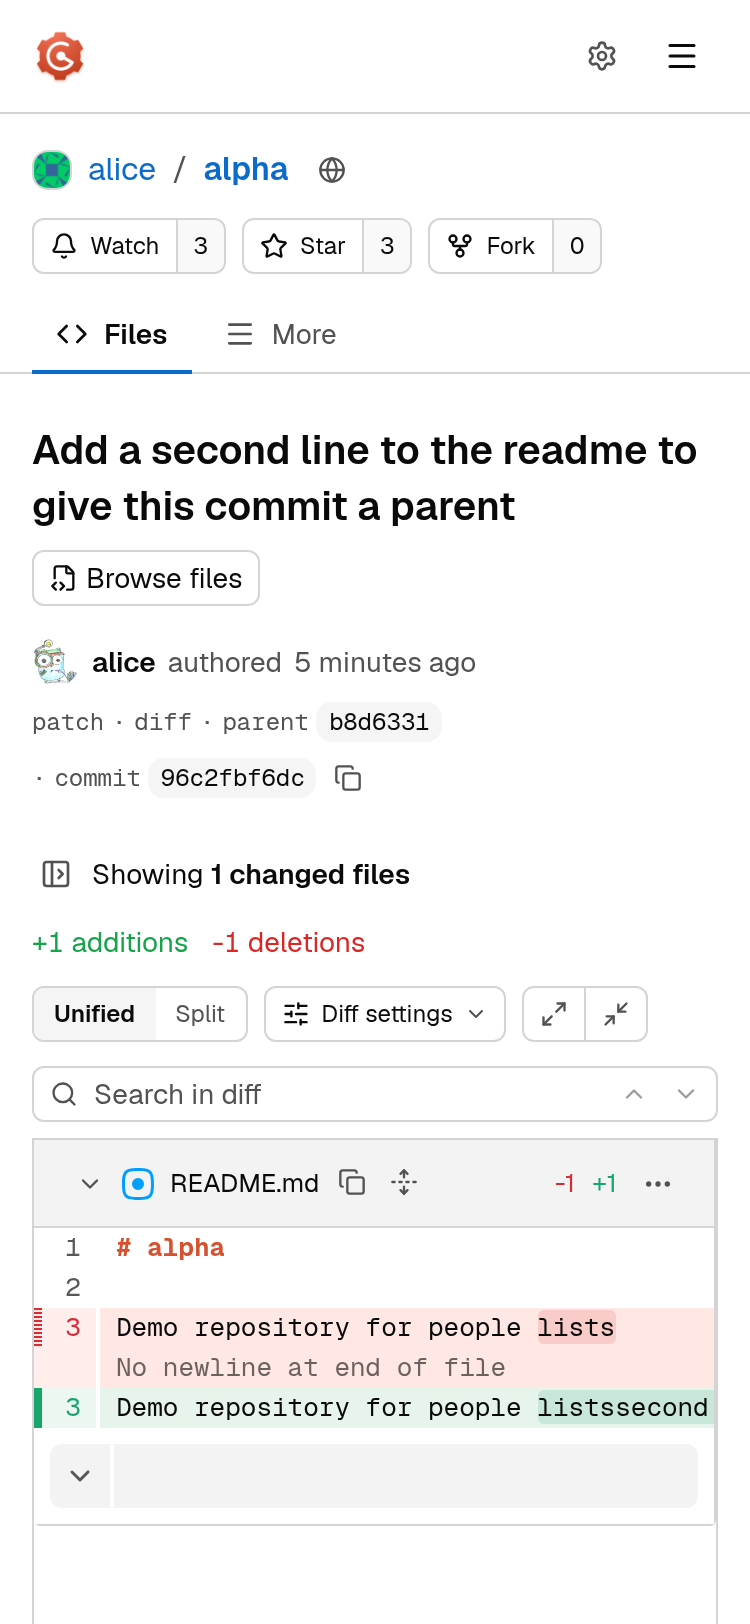 alice / alpha
Watch 3 Star 3 Fork 0
Files More
Add a second line to the readme to
give this commit a parent
Browse files
alice authored 5 minutes ago
patch · diff · parent b8d6331
· commit 96c2fbf6dc
Showing 1 changed files
+1 additions -1 deletions
Unified Split Diff settings
Search in diff
README.md -1 +1
1 # alpha
2
3 Demo repository for people lists
No newline at end of file
3 Demo repository for people listssecond